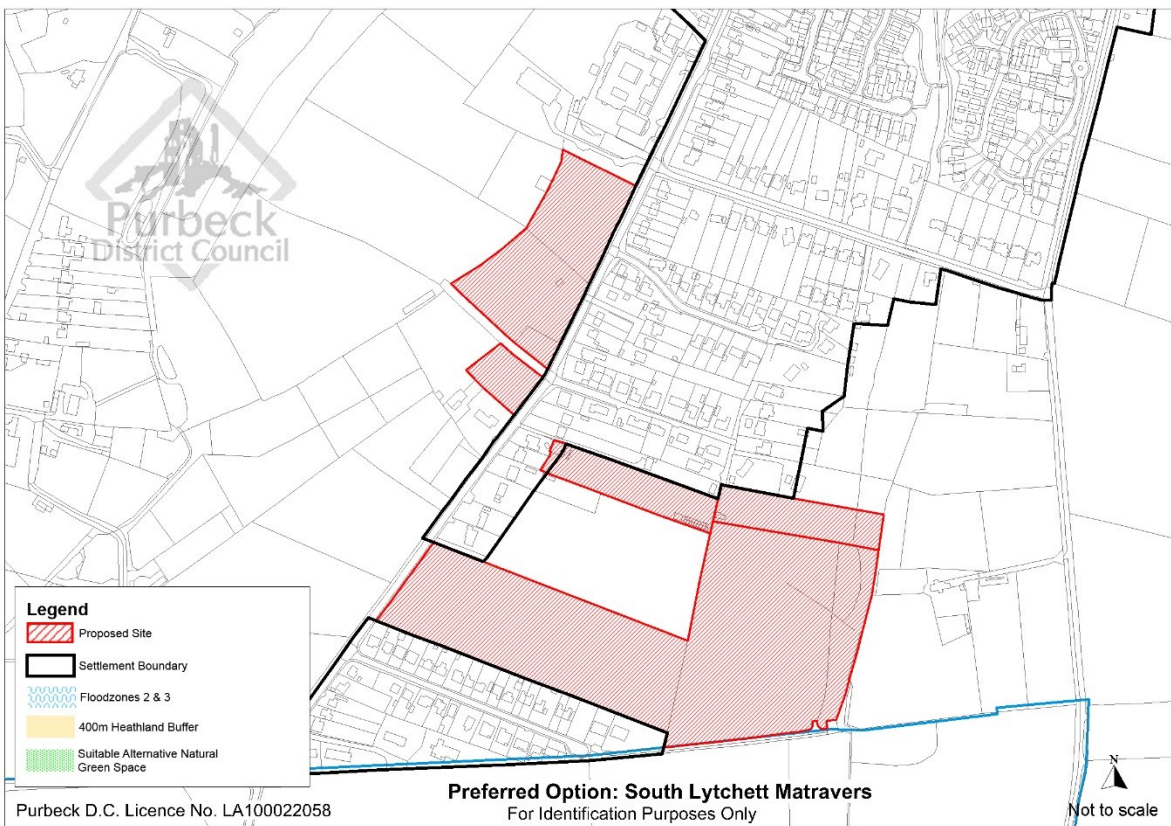 Purbeck
District Council
Legend
Proposed Site
Settlement Boundary
Floodzones 2 & 3
400m Heathland Buffer
Suitable Alternative Natural
Green Space
Purbeck D.C. Licence No. LA100022058
Preferred Option: South Lytchett Matravers
For Identification Purposes Only
N
Not to scale